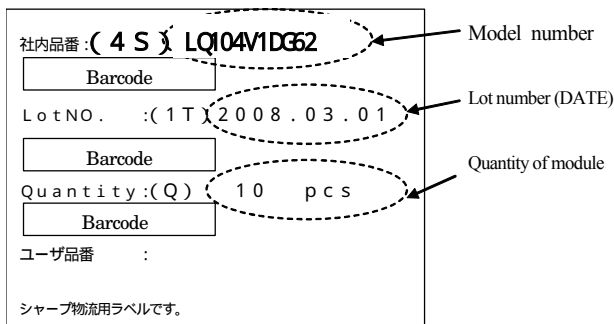 社内品番:(4S) LQ104V1DG62
Model number
Barcode
LotNO. :(1T)2008.03.01
Lot number (DATE)
Barcode
Quantity:(Q) 10 pcs
Quantity of module
Barcode
ユーザ品番 :
シャープ物流用ラベルです。